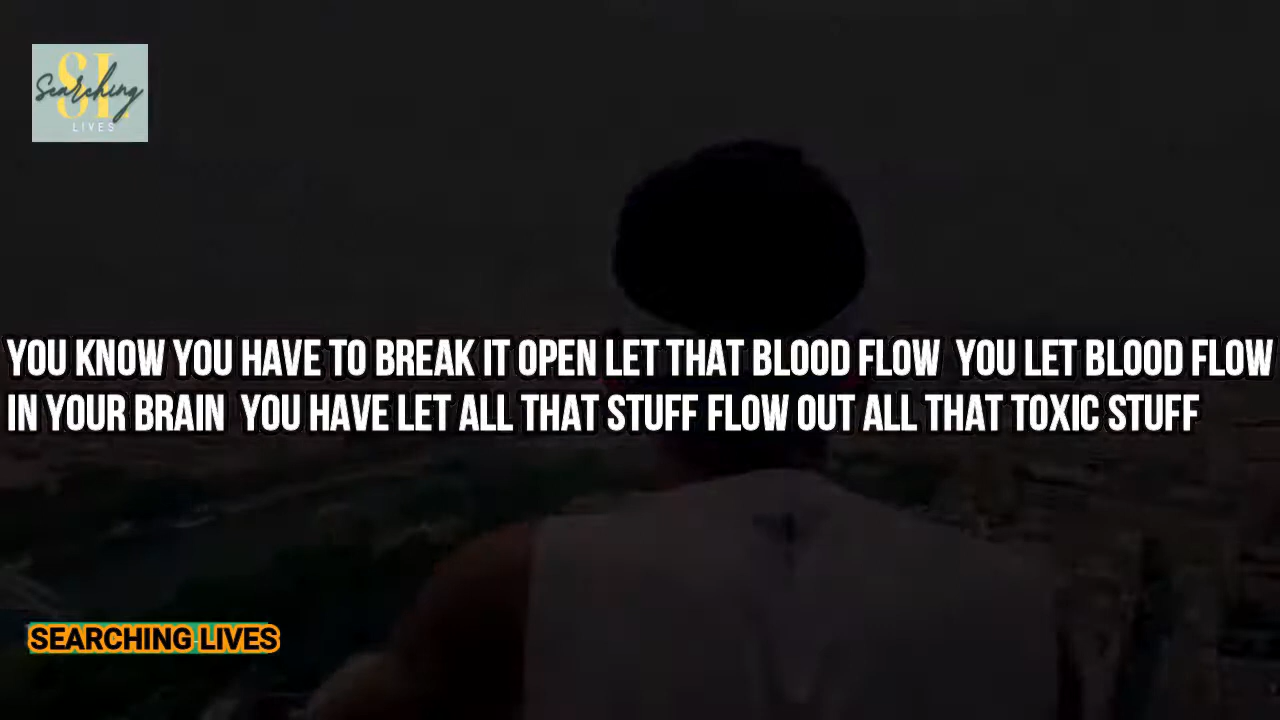 SL
Searching
LIVES
YOU KNOW YOU HAVE TO BREAK IT OPEN LET THAT BLOOD FLOW YOU LET BLOOD FLOW
IN YOUR BRAIN YOU HAVE LET ALL THAT STUFF FLOW OUT ALL THAT TOXIC STUFF
SEARCHING LIVES